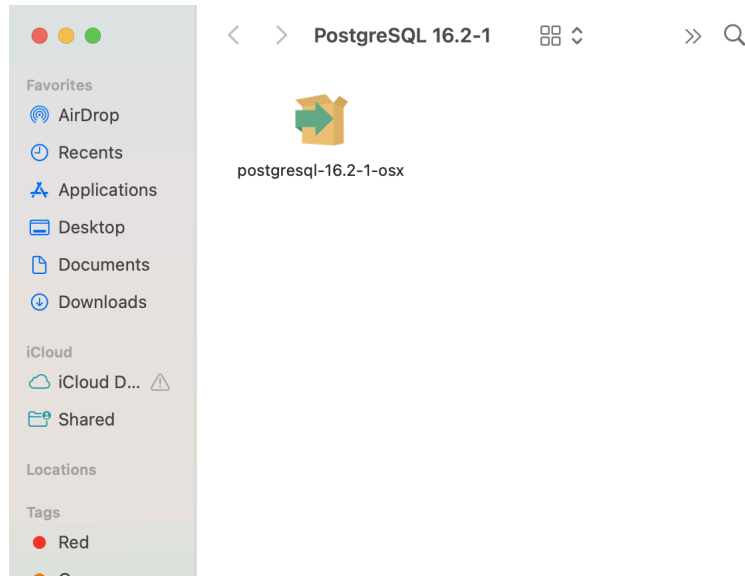 PostgreSQL 16.2-1
Favorites
AirDrop
Recents
Applications
Desktop
Documents
Downloads
iCloud
iCloud D...
Shared
Locations
Tags
Red
postgresql-16.2-1-osx